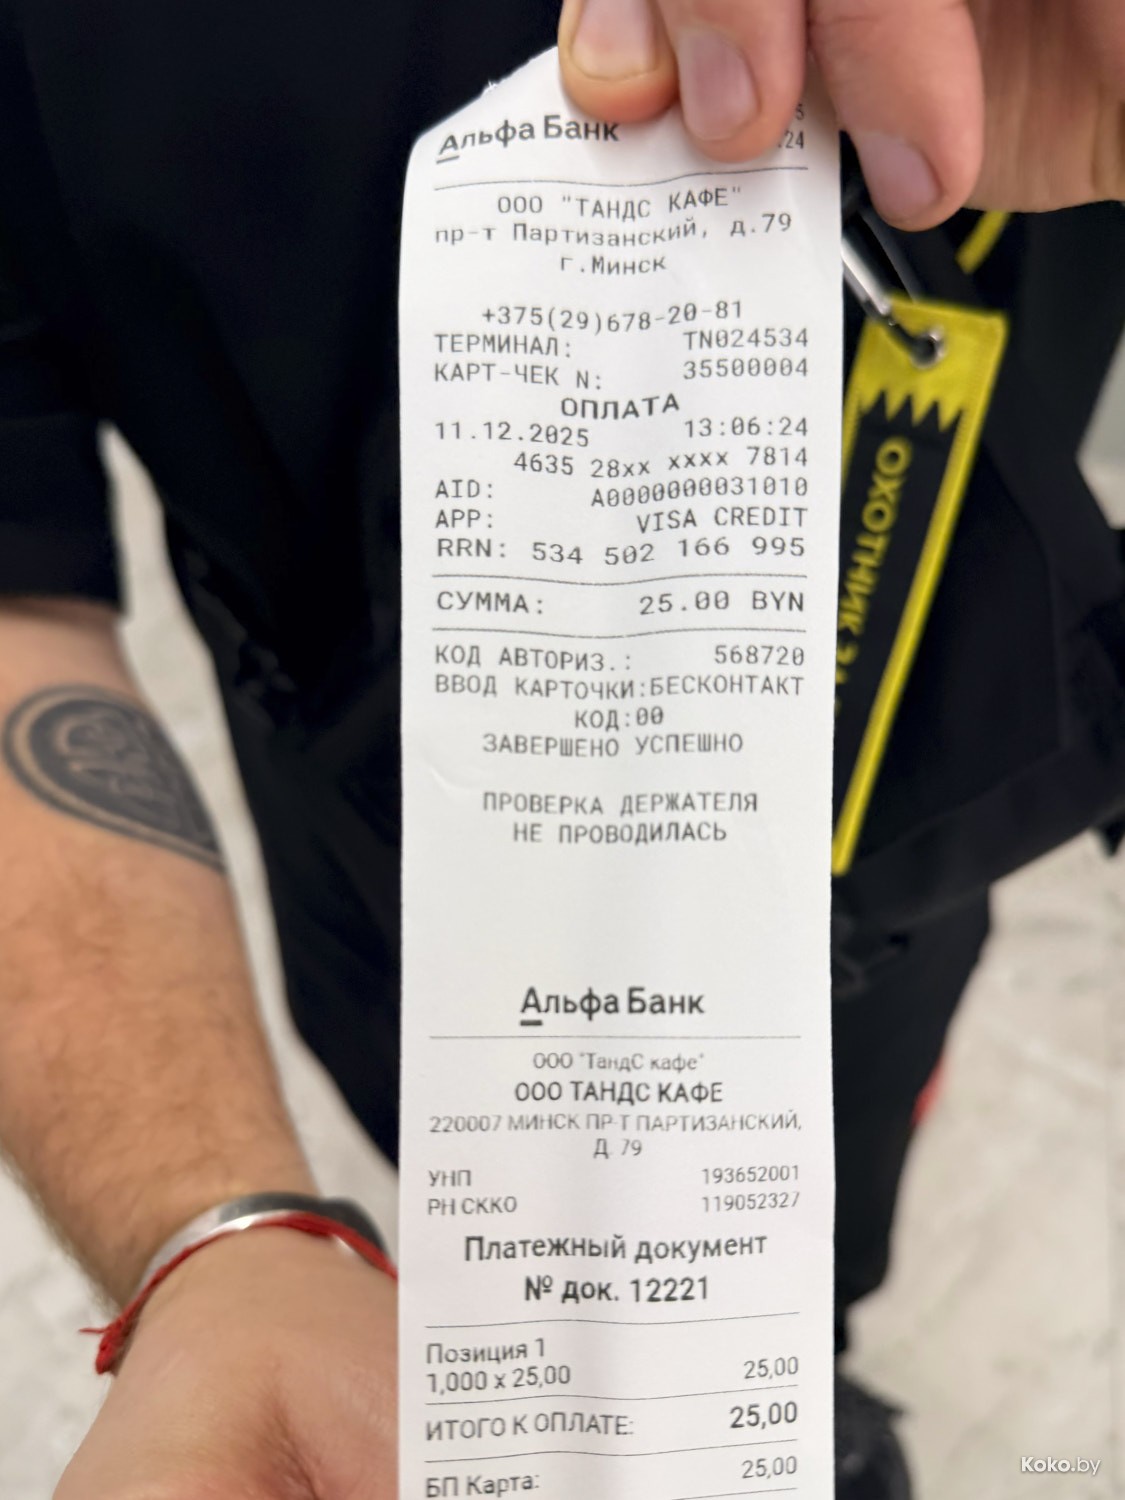 Альфа Банк
.24
ООО "ТАНДС КАФЕ"
пр-т Партизанский, д.79
г.Минск
+375(29)678-20-81
ТЕРМИНАЛ: TN024534
КАРТ-ЧЕК N: 35500004
ОПЛАТА
11.12.2025 13:06:24
4635 28xx xxxx 7814
AID: A0000000031010
APP: VISA CREDIT
RRN: 534 502 166 995
СУММА: 25.00 BYN
КОД АВТОРИЗ.: 568720
ВВОД КАРТОЧКИ:БЕСКОНТАКТ
КОД:00
ЗАВЕРШЕНО УСПЕШНО
ПРОВЕРКА ДЕРЖАТЕЛЯ
НЕ ПРОВОДИЛАСЬ
Альфа Банк
ООО "ТандС кафе"
ООО ТАНДС КАФЕ
220007 МИНСК ПР-Т ПАРТИЗАНСКИЙ,
Д. 79
УНП 193652001
РН СККО 119052327
Платежный документ
№ док. 12221
Позиция 1
1,000 x 25,00 25,00
ИТОГО К ОПЛАТЕ: 25,00
БП Карта: 25,00
ОХОТНИК ЗА
Koko.by